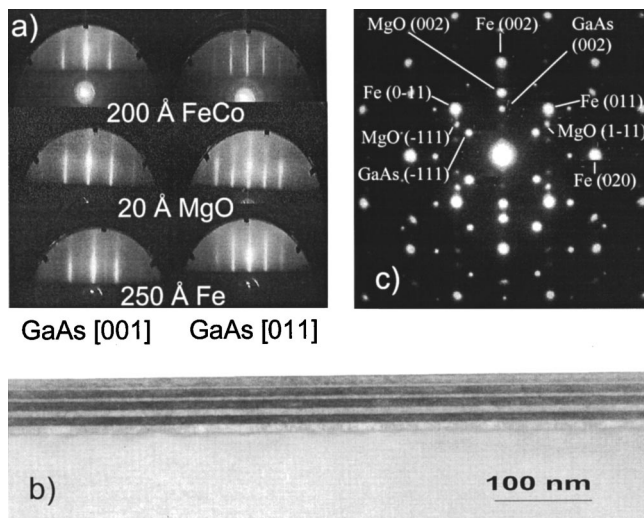 a)
200 Å FeCo
20 Å MgO
250 Å Fe
GaAs [001] GaAs [011]
MgO (002)
Fe (002)
GaAs (002)
Fe (0-11)
Fe (011)
MgO (-111)
MgO (1-11)
GaAs (-111)
Fe (020)
c)
b)
100 nm